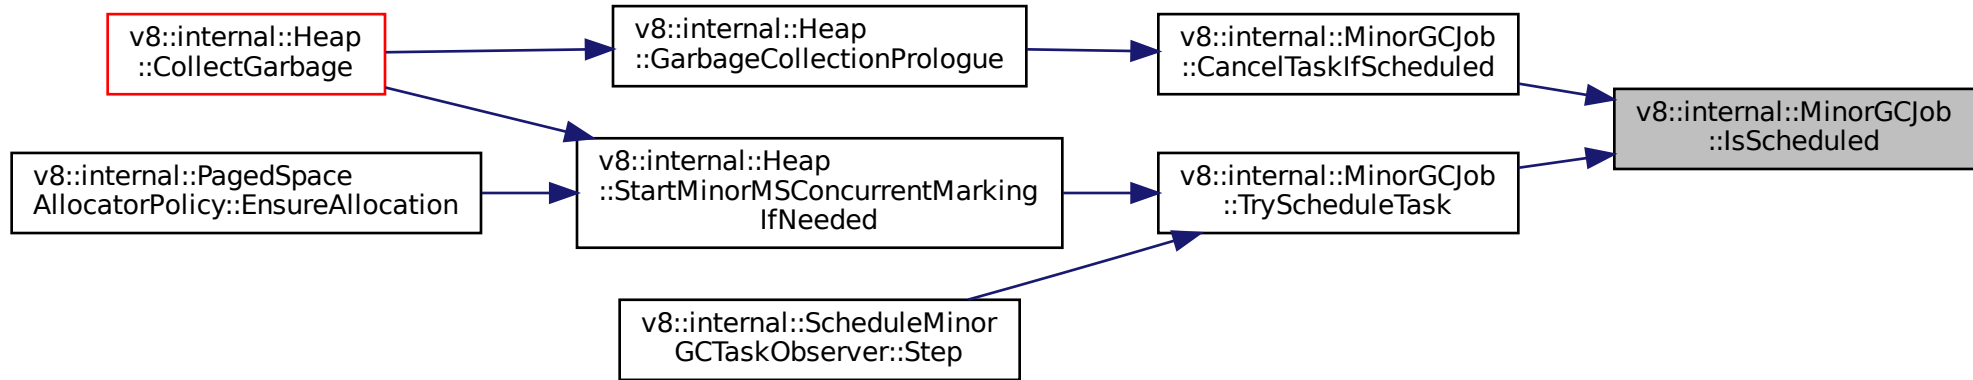 v8::internal::Heap
::CollectGarbage
v8::internal::Heap
::GarbageCollectionPrologue
v8::internal::MinorGCJob
::CancelTaskIfScheduled
v8::internal::MinorGCJob
::IsScheduled
v8::internal::PagedSpace
AllocatorPolicy::EnsureAllocation
v8::internal::Heap
::StartMinorMSConcurrentMarking
IfNeeded
v8::internal::MinorGCJob
::TryScheduleTask
v8::internal::ScheduleMinor
GCTaskObserver::Step